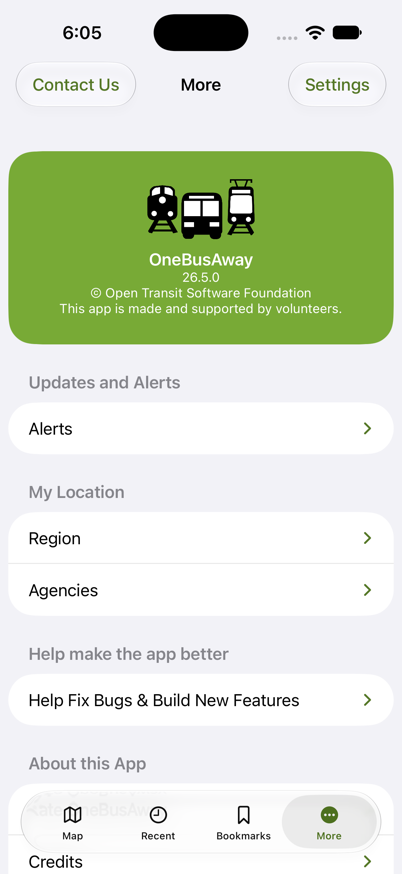 6:05
Contact Us
More
Settings
OneBusAway
26.5.0
© Open Transit Software Foundation
This app is made and supported by volunteers.
Updates and Alerts
Alerts
My Location
Region
Agencies
Help make the app better
Help Fix Bugs & Build New Features
About this App
Map
Recent
Bookmarks
More
Credits